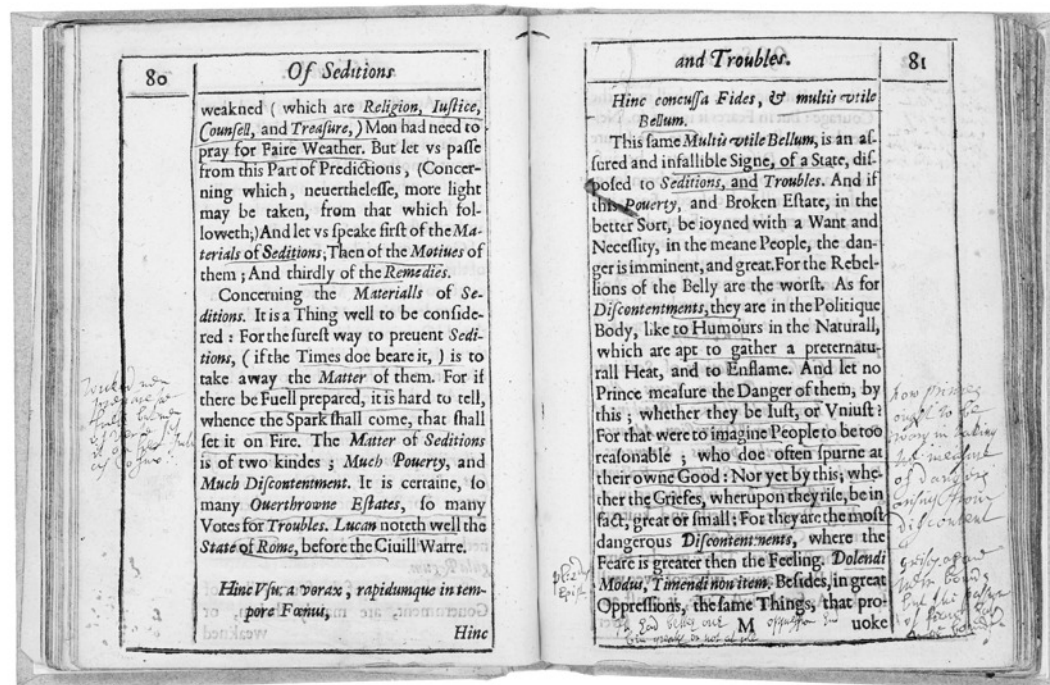 80
Of Seditions
weakned ( which are Religion, Iustice,
Counsell, and Treasure,) Men had need to
pray for Faire Weather. But let vs passe
from this Part of Predictions, (Concer-
ning which, neuerthelesse, more light
may be taken, from that which fol-
loweth;) And let vs speake first of the Ma-
terials of Seditions; Then of the Motiues of
them ; And thirdly of the Remedies.
Concerning the Materialls of Se-
ditions. It is a Thing well to be conside-
red : For the surest way to preuent Sedi-
tions, ( if the Times doe beare it, ) is to
take away the Matter of them. For if
there be Fuell prepared, it is hard to tell,
whence the Spark shall come, that shall
set it on Fire. The Matter of Seditions
is of two kindes ; Much Pouerty, and
Much Discontentment. It is certaine, so
many Ouerthrowne Estates, so many
Votes for Troubles. Lucan noteth well the
State of Rome, before the Ciuill Warre.
Hinc Vsura vorax, rapidumque in tem-
pore Fœnus,
Hinc
and Troubles.
81
Hinc concussa Fides, & multis vtile
Bellum.
This same Multis vtile Bellum, is an as-
sured and infallible Signe, of a State, dis-
posed to Seditions, and Troubles. And if
this Pouerty, and Broken Estate, in the
better Sort, be ioyned with a Want and
Necessity, in the meane People, the dan-
ger is imminent, and great. For the Rebel-
lions of the Belly are the worst. As for
Discontentments, they are in the Politique
Body, like to Humours in the Naturall,
which are apt to gather a preternatu-
rall Heat, and to Enflame. And let no
Prince measure the Danger of them, by
this ; whether they be Iust, or Vniust ?
For that were to imagine People to be too
reasonable ; who doe often spurne at
their owne Good : Nor yet by this ; whe-
ther the Griefes, wherupon they rise, be in
fact, great or small : For they are the most
dangerous Discontentments, where the
Feare is greater then the Feeling. Dolendi
Modus, Timendi non item. Besides, in great
Oppressions, the same Things, that pro-
M
uoke
how princes
ought to be
of
discontent